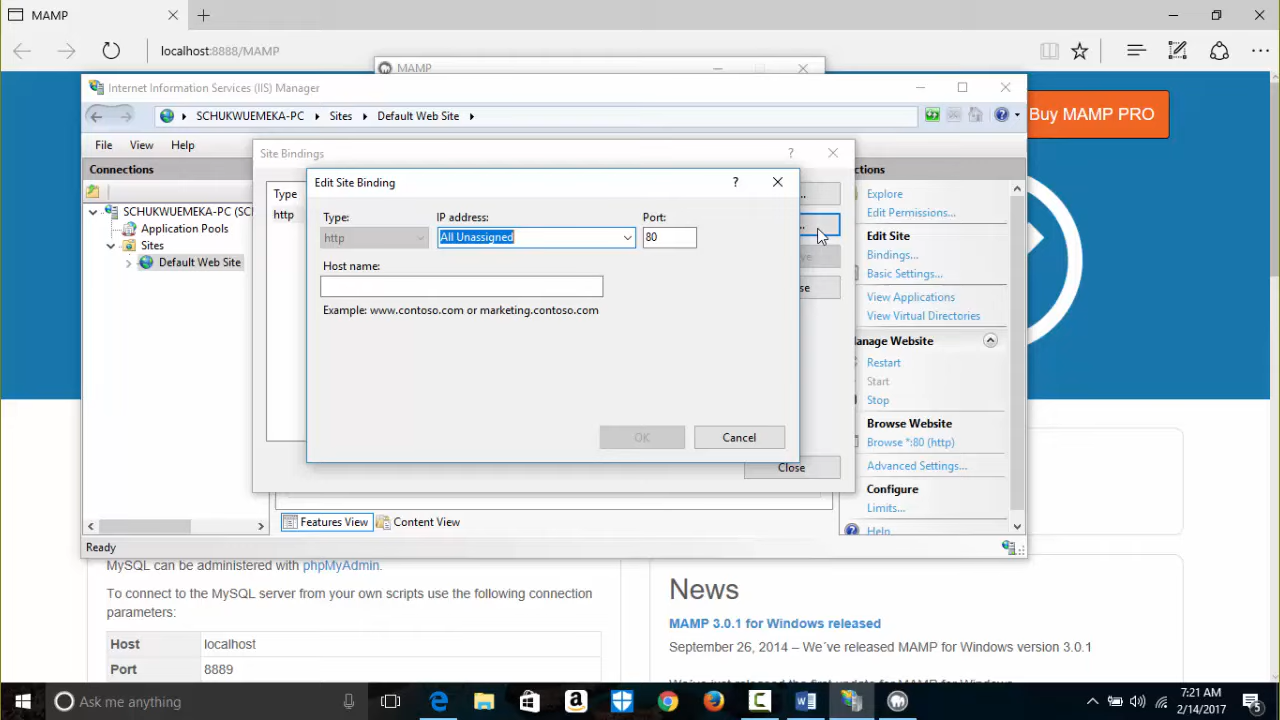 MAMP
localhost:8888/MAMP
MAMP
Internet Information Services (IIS) Manager
Buy MAMP PRO
SCHUKWUEMEKA-PC
Sites
Default Web Site
File
View
Help
Site Bindings
?
Connections
Type
http
Edit Site Binding
?
Type:
IP address:
Port:
http
All Unassigned
80
Host name:
Example: www.contoso.com or marketing.contoso.com
OK
Cancel
Close
SCHUKWUEMEKA-PC (SCH
Application Pools
Sites
Default Web Site
Explore
Edit Permissions...
Edit Site
Bindings...
Basic Settings...
View Applications
View Virtual Directories
anage Website
Restart
Start
Stop
Browse Website
Browse *:80 (http)
Advanced Settings...
Configure
Limits...
Help
Features View
Content View
Ready
MySQL can be administered with phpMyAdmin.
To connect to the MySQL server from your own scripts use the following connection
parameters:
Host localhost
Port 8889
News
MAMP 3.0.1 for Windows released
September 26, 2014 – We´ve released MAMP for Windows version 3.0.1
Ask me anything
7:21 AM
2/14/2017
5